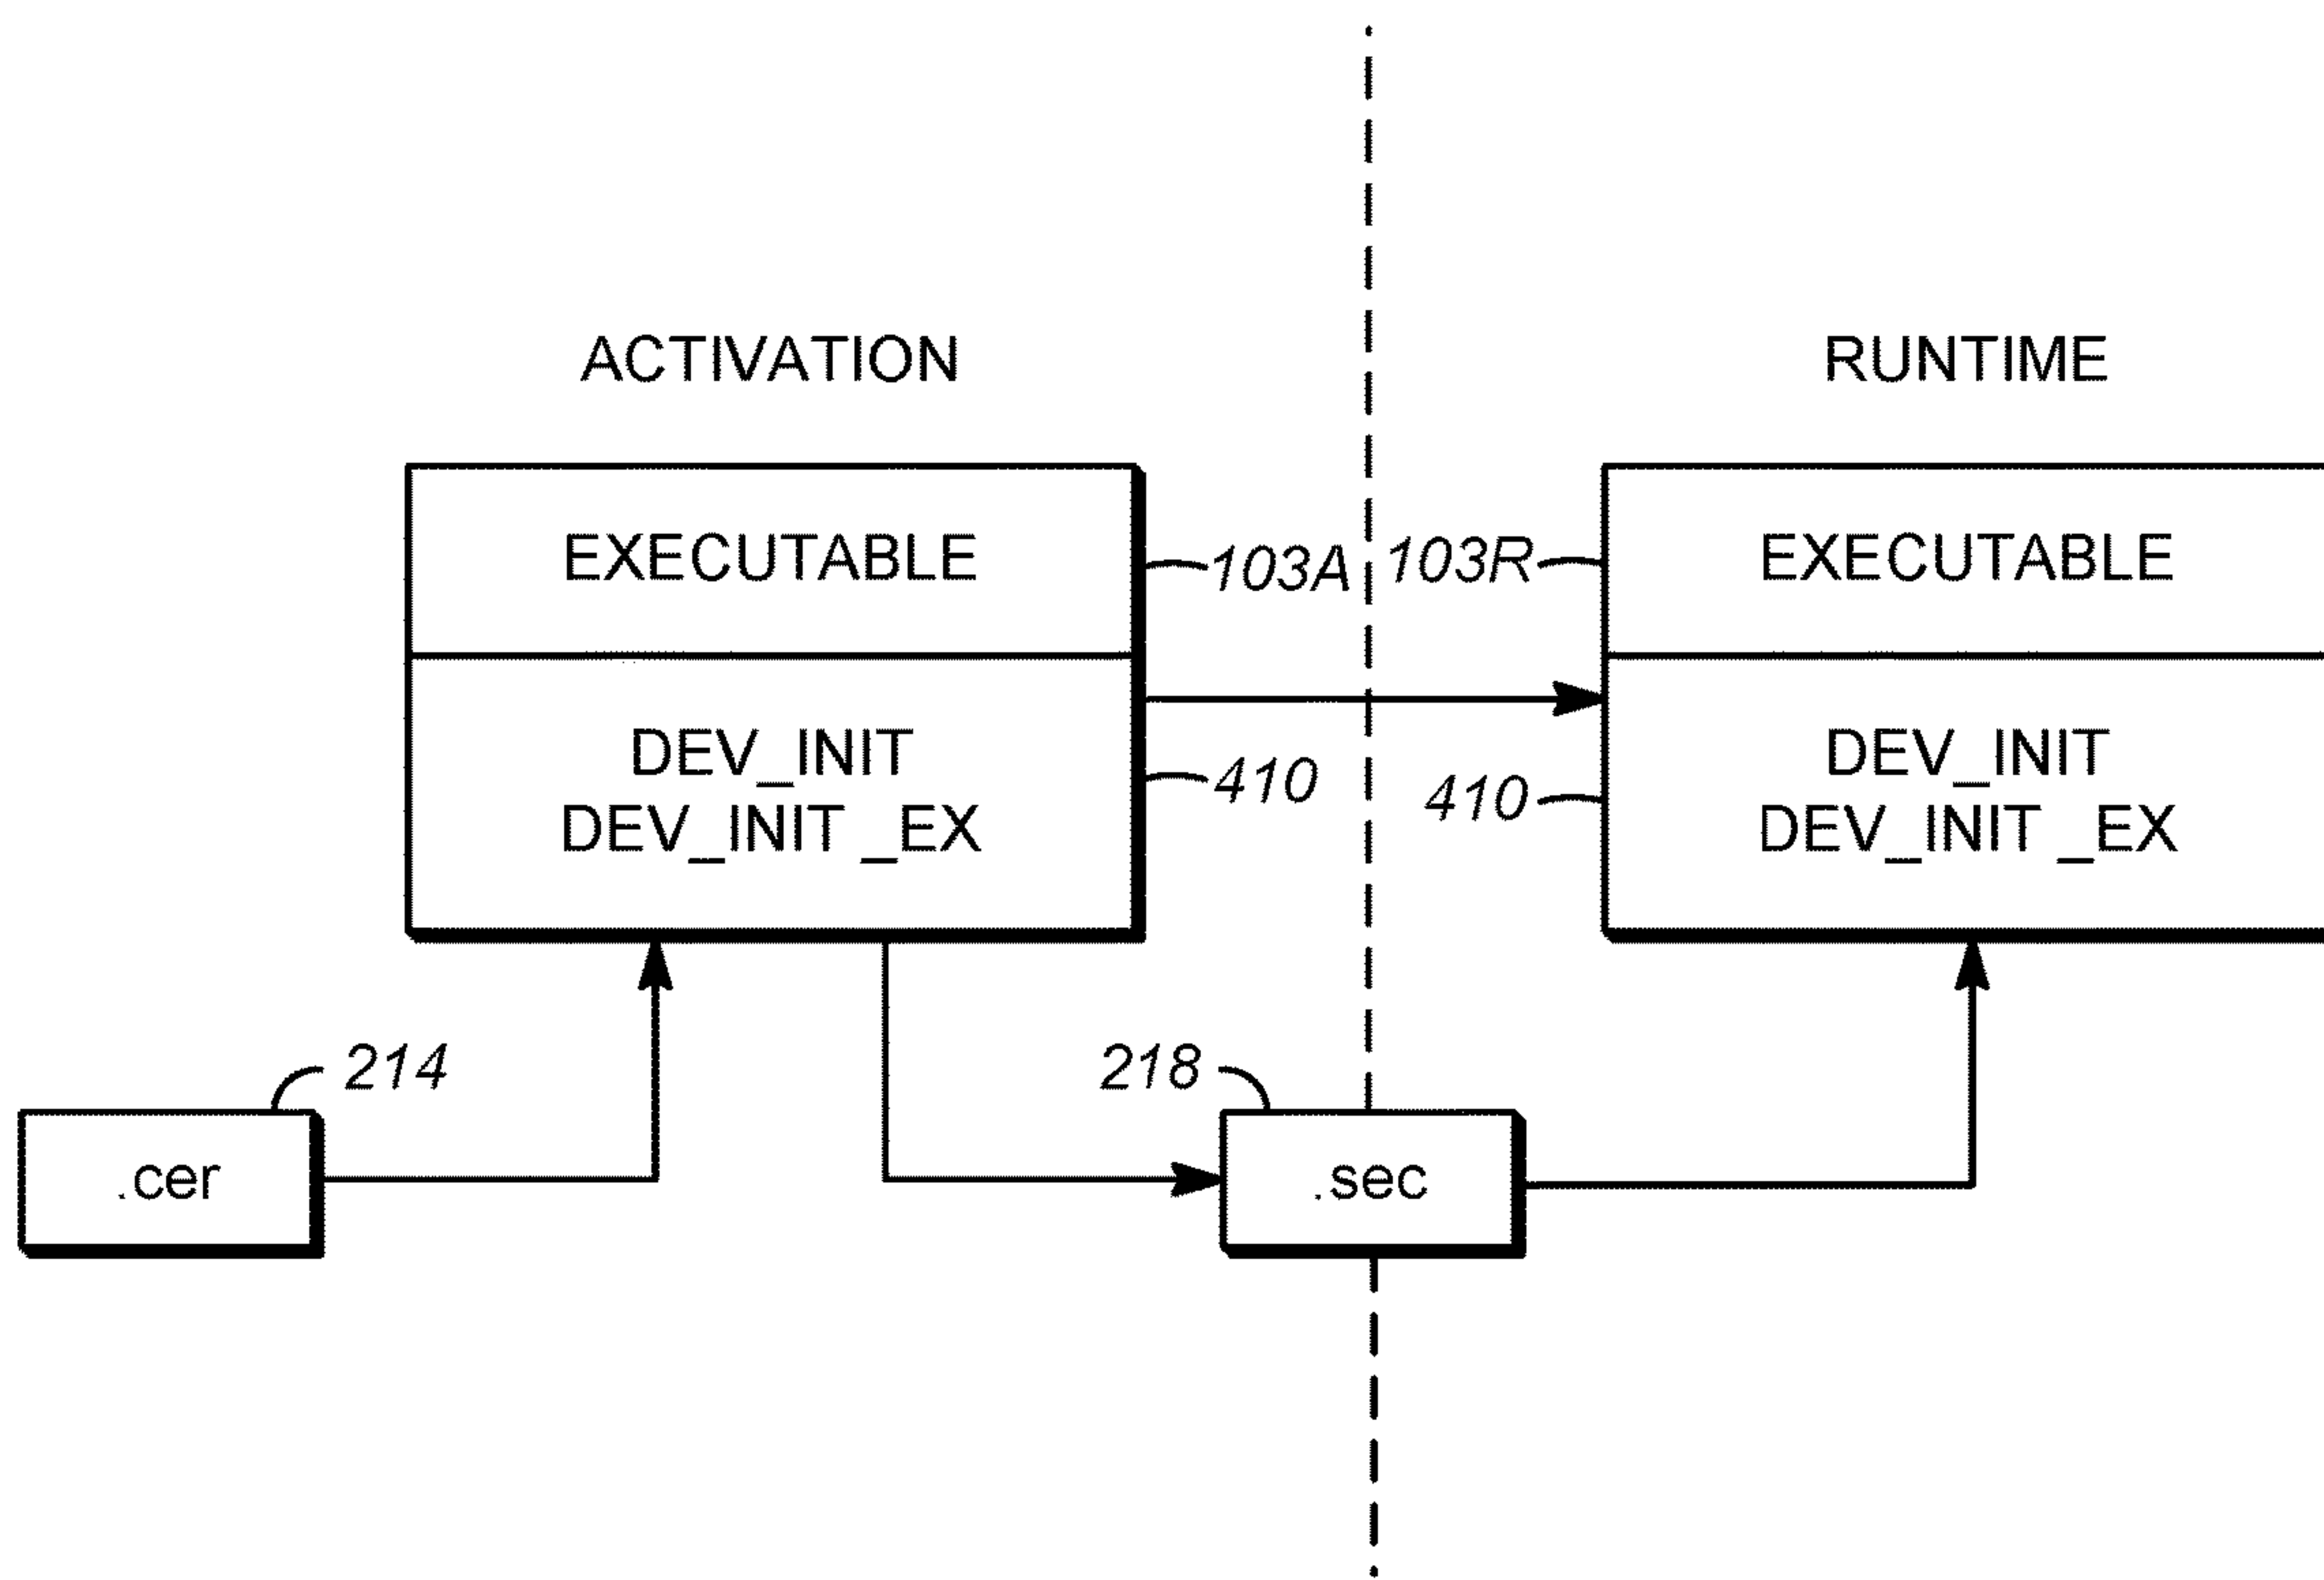 ACTIVATION
RUNTIME
EXECUTABLE
103A
103R
EXECUTABLE
DEV_INIT
DEV_INIT _EX
410
410
DEV_INIT
DEV_INIT _EX
214
218
.cer
.sec